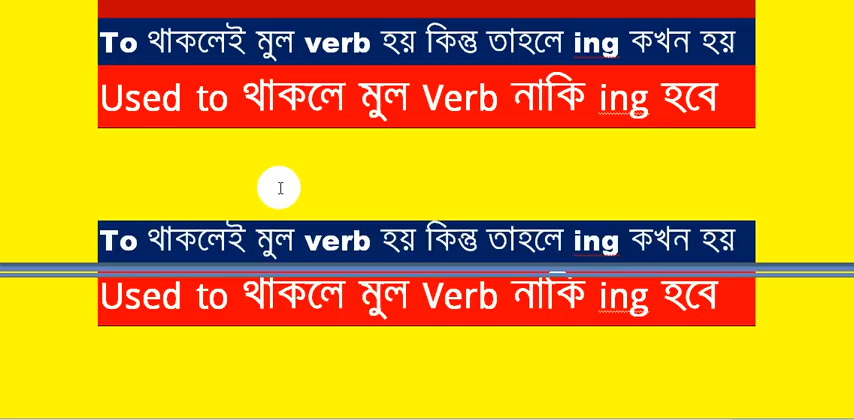 To থাকলেই মুল verb হয় কিন্তু তাহলে ing কখন হয়
Used to থাকলে মুল Verb নাকি ing হবে
To থাকলেই মুল verb হয় কিন্তু তাহলে ing কখন হয়
Used to থাকলে মুল Verb নাকি ing হবে